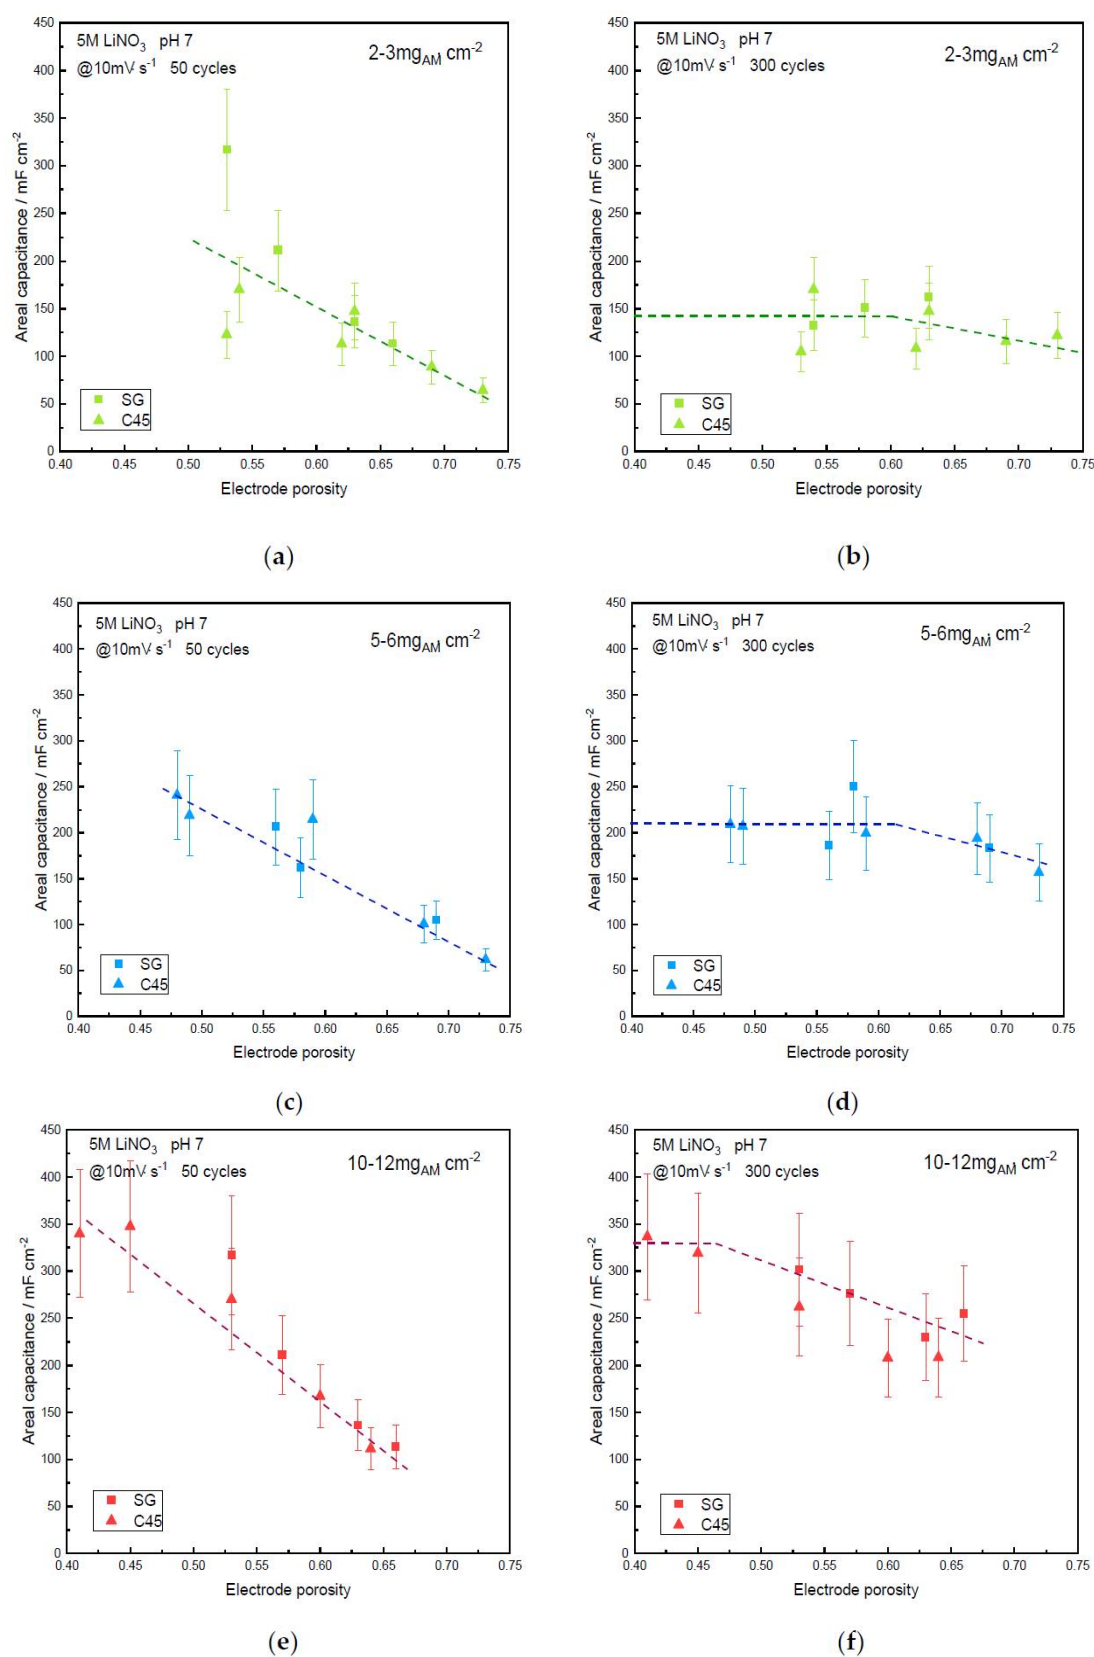 450
400
350
300
250
200
150
100
50
0
Areal capacitance / mF cm⁻²
5M LiNO₃ pH 7
@10mV· s⁻¹ 50 cycles
2-3mg_AM· cm⁻²
SG
C45
0.40 0.45 0.50 0.55 0.60 0.65 0.70 0.75
Electrode porosity
(a)
450
400
350
300
250
200
150
100
50
0
Areal capacitance / mF cm⁻²
5M LiNO₃ pH 7
@10mV· s⁻¹ 300 cycles
2-3mg_AM· cm⁻²
SG
C45
0.40 0.45 0.50 0.55 0.60 0.65 0.70 0.75
Electrode porosity
(b)
450
400
350
300
250
200
150
100
50
0
Areal capacitance / mF cm⁻²
5M LiNO₃ pH 7
@10mV· s⁻¹ 50 cycles
5-6mg_AM· cm⁻²
SG
C45
0.40 0.45 0.50 0.55 0.60 0.65 0.70 0.75
Electrode porosity
(c)
450
400
350
300
250
200
150
100
50
0
Areal capacitance / mF cm⁻²
5M LiNO₃ pH 7
@10mV· s⁻¹ 300 cycles
5-6mg_AM· cm⁻²
SG
C45
0.40 0.45 0.50 0.55 0.60 0.65 0.70 0.75
Electrode porosity
(d)
450
400
350
300
250
200
150
100
50
0
Areal capacitance / mF cm⁻²
5M LiNO₃ pH 7
@10mV· s⁻¹ 50 cycles
10-12mg_AM· cm⁻²
SG
C45
0.40 0.45 0.50 0.55 0.60 0.65 0.70 0.75
Electrode porosity
(e)
450
400
350
300
250
200
150
100
50
0
Areal capacitance / mF cm⁻²
5M LiNO₃ pH 7
@10mV· s⁻¹ 300 cycles
10-12mg_AM· cm⁻²
SG
C45
0.40 0.45 0.50 0.55 0.60 0.65 0.70 0.75
Electrode porosity
(f)